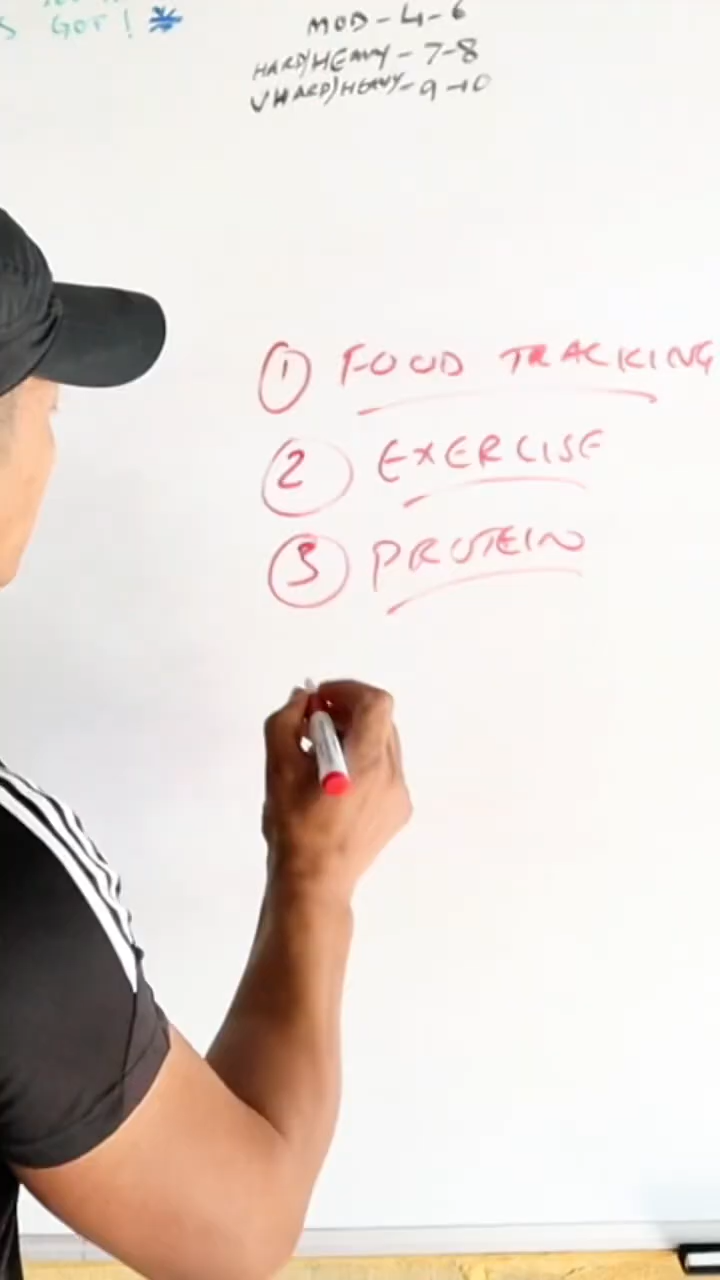 GOT! *
MOD - 4 - 6
HARD/HEAVY - 7-8
V HARD/HEAVY - 9-10
① FOOD TRACKING
② EXERCISE
③ PROTEIN